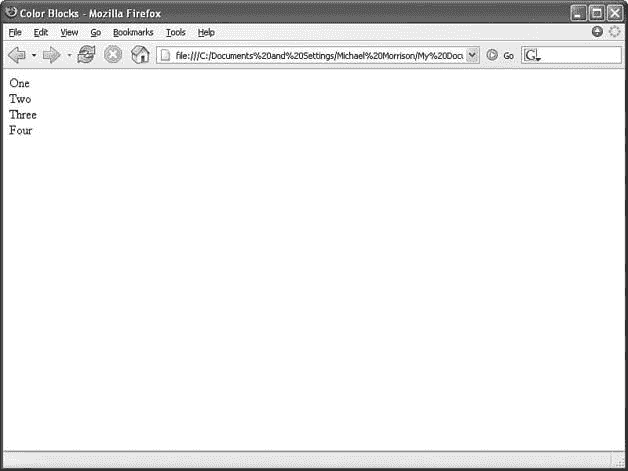 Color Blocks - Mozilla Firefox
File Edit View Go Bookmarks Tools Help
file:///C:/Documents%20and%20Settings/Michael%20Morrison/My%20Docu Go G
One
Two
Three
Four